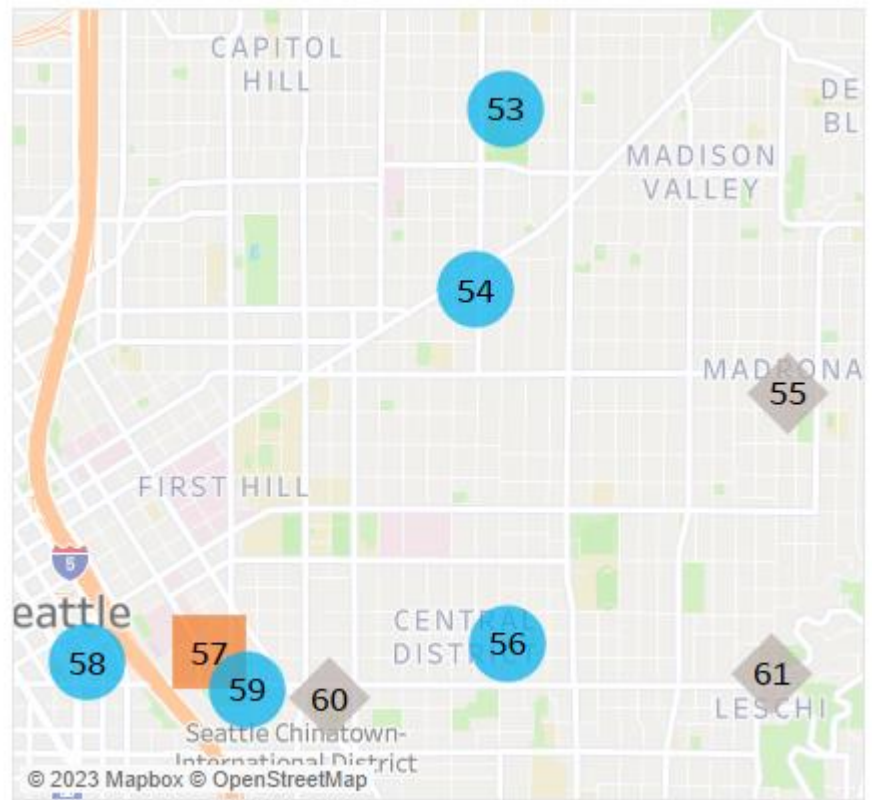 CAPITOL
HILL
53
DE
BL
MADISON
VALLEY
54
MADRONA
55
FIRST HILL
5
eattle
58
57
59
60
CENTRAL
DISTRICT
56
61
LESCHI
Seattle Chinatown-
International District
© 2023 Mapbox © OpenStreetMap